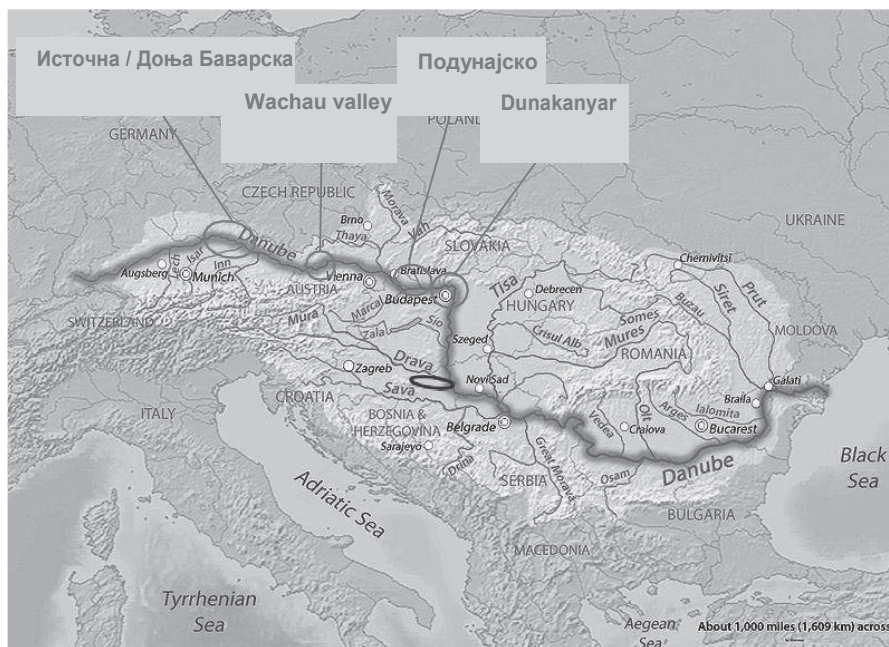 Источна / Доња Баварска
Подунајско
Wachau valley
Dunakanyar
GERMANY
POLAND
CZECH REPUBLIC
UKRAINE
Brno
Thaya
Morava
Vah
SLOVAKIA
Chernivitsi
Danube
Augsberg
Lech
Isar
Inn
Munich
AUSTRIA
Vienna
Bratislava
Budapest
Tisa
Debrecen
HUNGARY
Siret
Prut
SWITZERLAND
Mura
Marcal
Zala
Sio
Szeged
Crisul Alb
Somes
Mures
Buzau
ROMANIA
MOLDOVA
Drava
Zagreb
Sava
Novi Sad
Galati
CROATIA
ITALY
BOSNIA &
HERZEGOVINA
Sarajevo
Belgrade
Vedea
Olt
Arges
Ialomita
Braila
Craiova
Bucarest
Drina
SERBIA
Great Morava
Osam
Danube
BULGARIA
Black
Sea
Adriatic Sea
MACEDONIA
Tyrrhenian
Sea
Aegean
Sea
About 1,000 miles (1,609 km) across